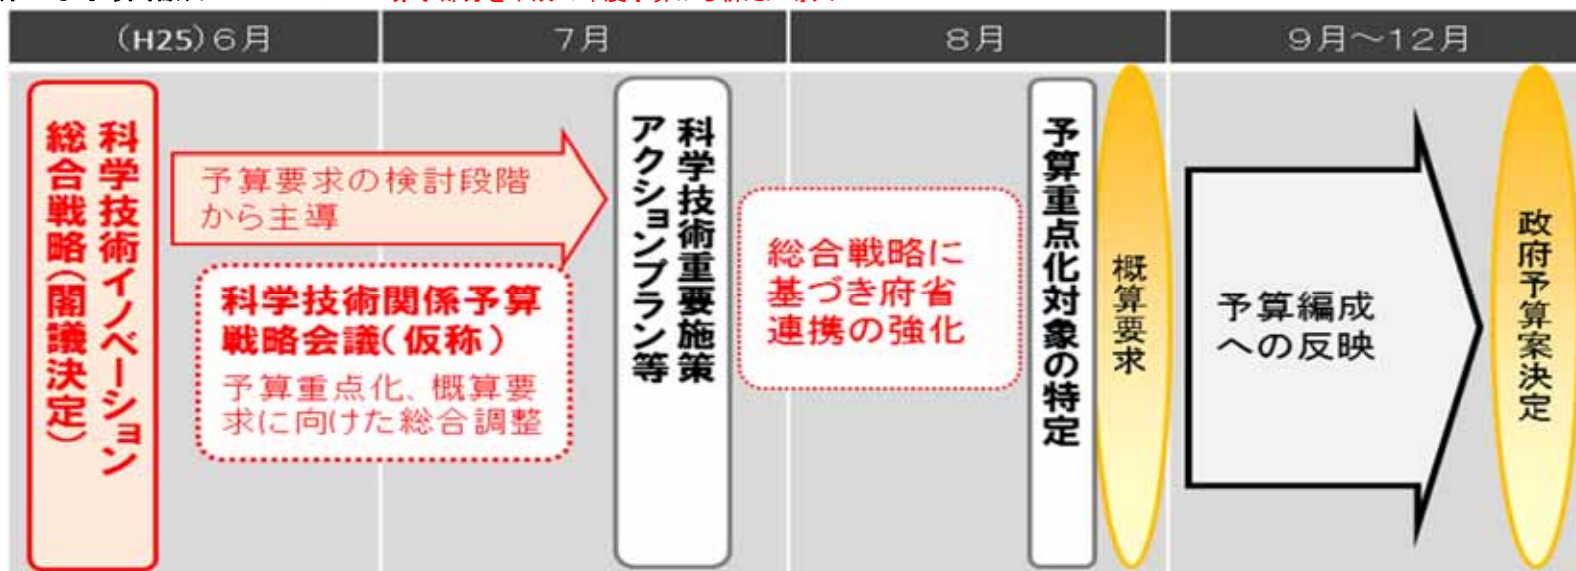 (H25)6月
7月
8月
9月～12月
科学技術イノベーション
総合戦略(閣議決定)
予算要求の検討段階
から主導
科学技術関係予算
戦略会議(仮称)
予算重点化、概算要
求に向けた総合調整
科学技術重要施策
アクションプラン等
総合戦略に
基づき府省
連携の強化
予算重点化対象の特定
概算要求
予算編成
への反映
政府予算案決定